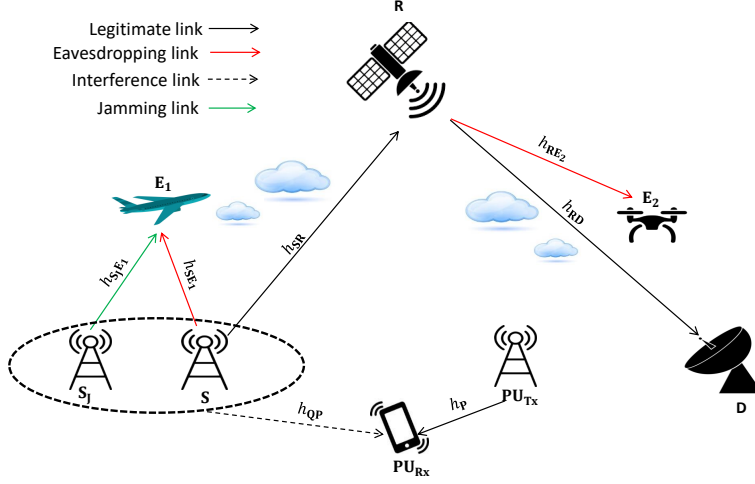 R
Legitimate link
Eavesdropping link
Interference link
Jamming link
E₁
h_RE₂
E₂
h_RD
h_SR
h_SJE₁
h_SE₁
S_J
S
h_QP
h_P
PU_Tx
PU_Rx
D